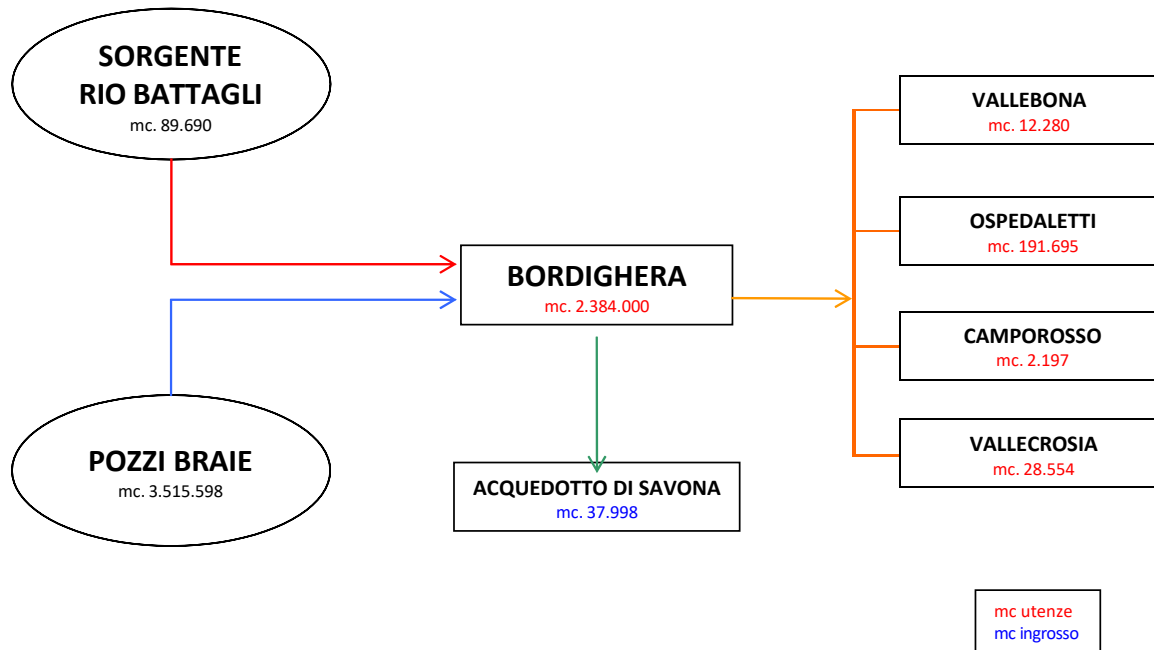 SORGENTE
RIO BATTAGLI
mc. 89.690
VALLEBONA
mc. 12.280
OSPEDALETTI
mc. 191.695
BORDIGHERA
mc. 2.384.000
CAMPOROSSO
mc. 2.197
VALLECROSIA
mc. 28.554
POZZI BRAIE
mc. 3.515.598
ACQUEDOTTO DI SAVONA
mc. 37.998
mc utenze
mc ingrosso